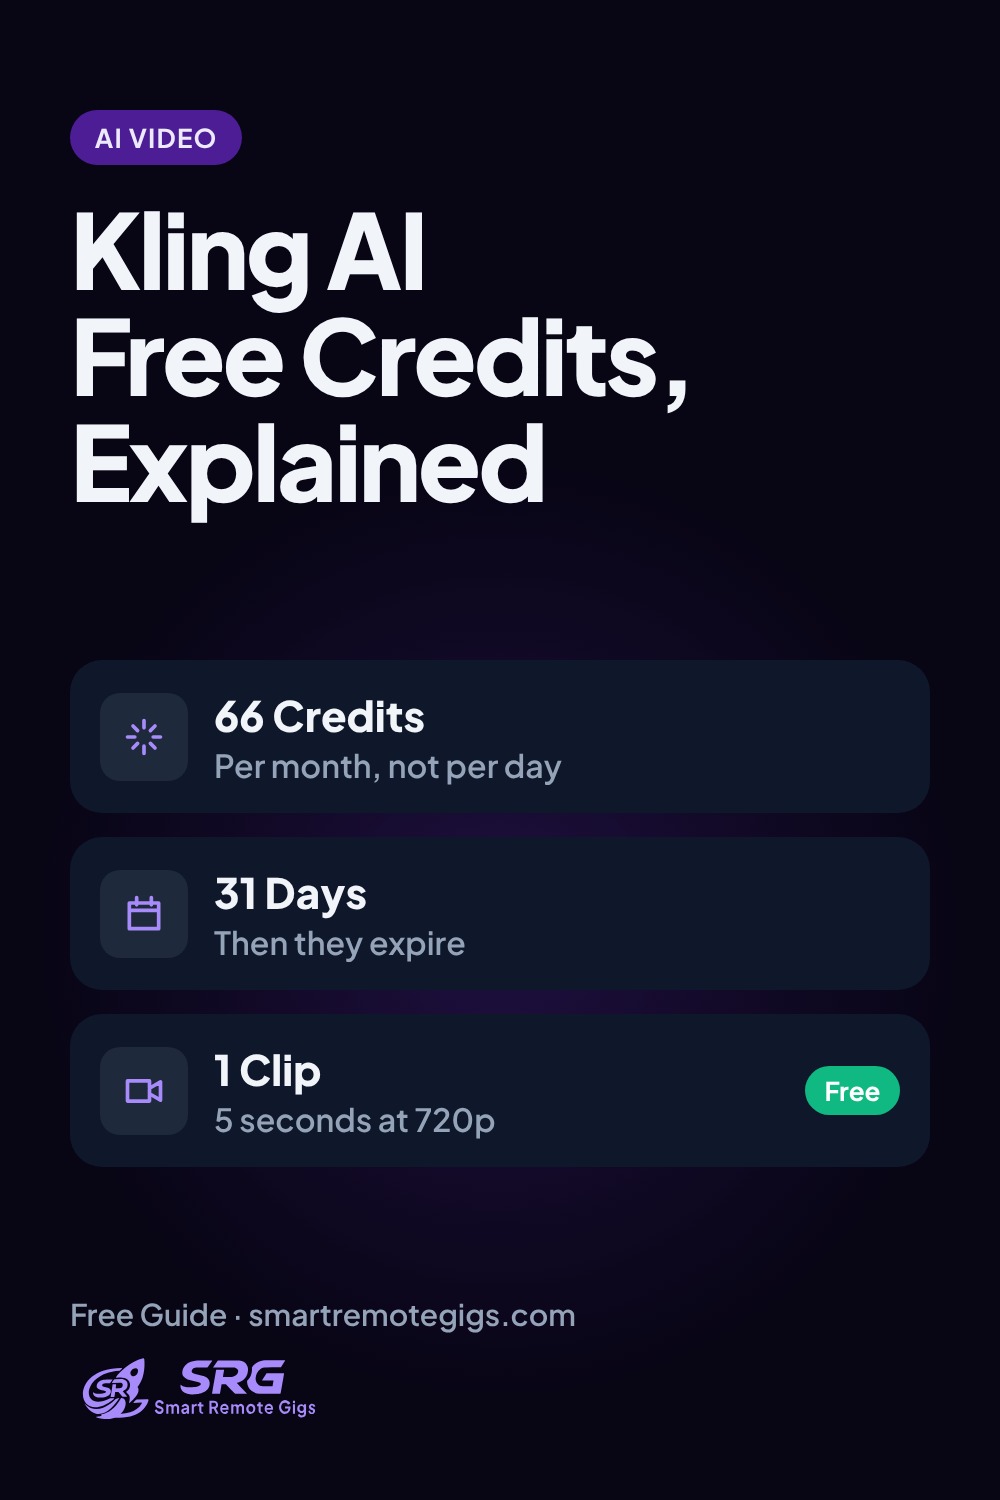 AI VIDEO
Kling AI
Free Credits,
Explained
66 Credits
Per month, not per day
31 Days
Then they expire
1 Clip
5 seconds at 720p
Free
Free Guide · smartremotegigs.com
SR
SRG
Smart Remote Gigs